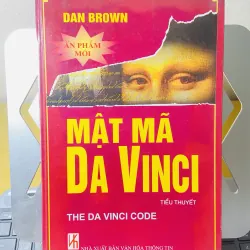 DAN BROWN
ẤN PHẨM
MỚI
MẬT MÃ
DA VINCI
TIỂU THUYẾT
THE DA VINCI CODE
NHÀ XUẤT BẢN VĂN HÓA THÔNG TIN